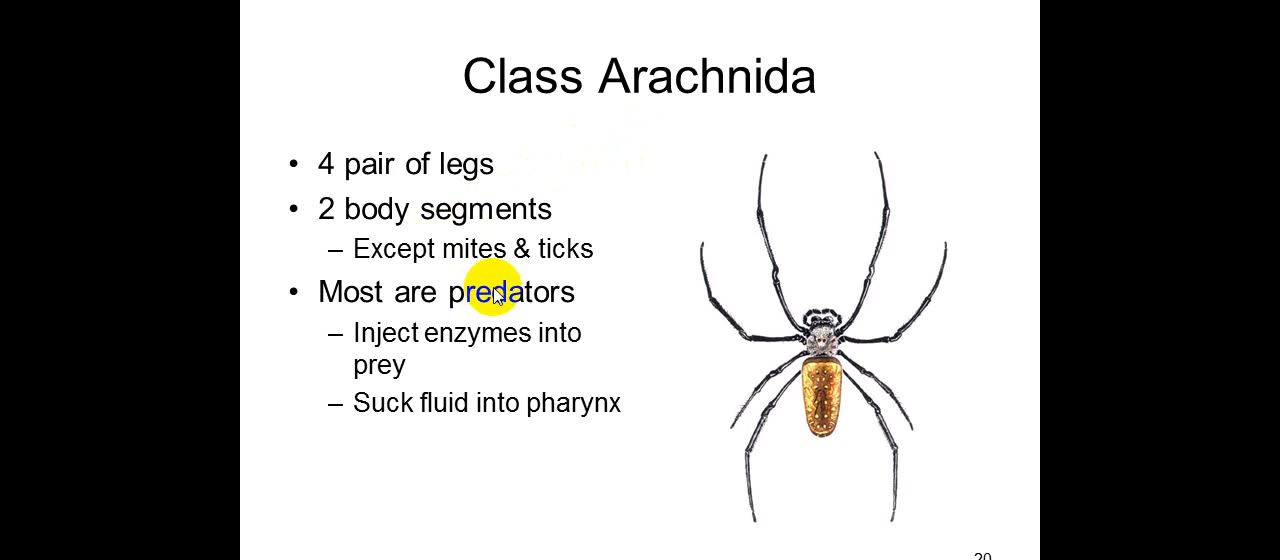 Class Arachnida
• 4 pair of legs
• 2 body segments
– Except mites & ticks
• Most are predators
– Inject enzymes into
prey
– Suck fluid into pharynx
20